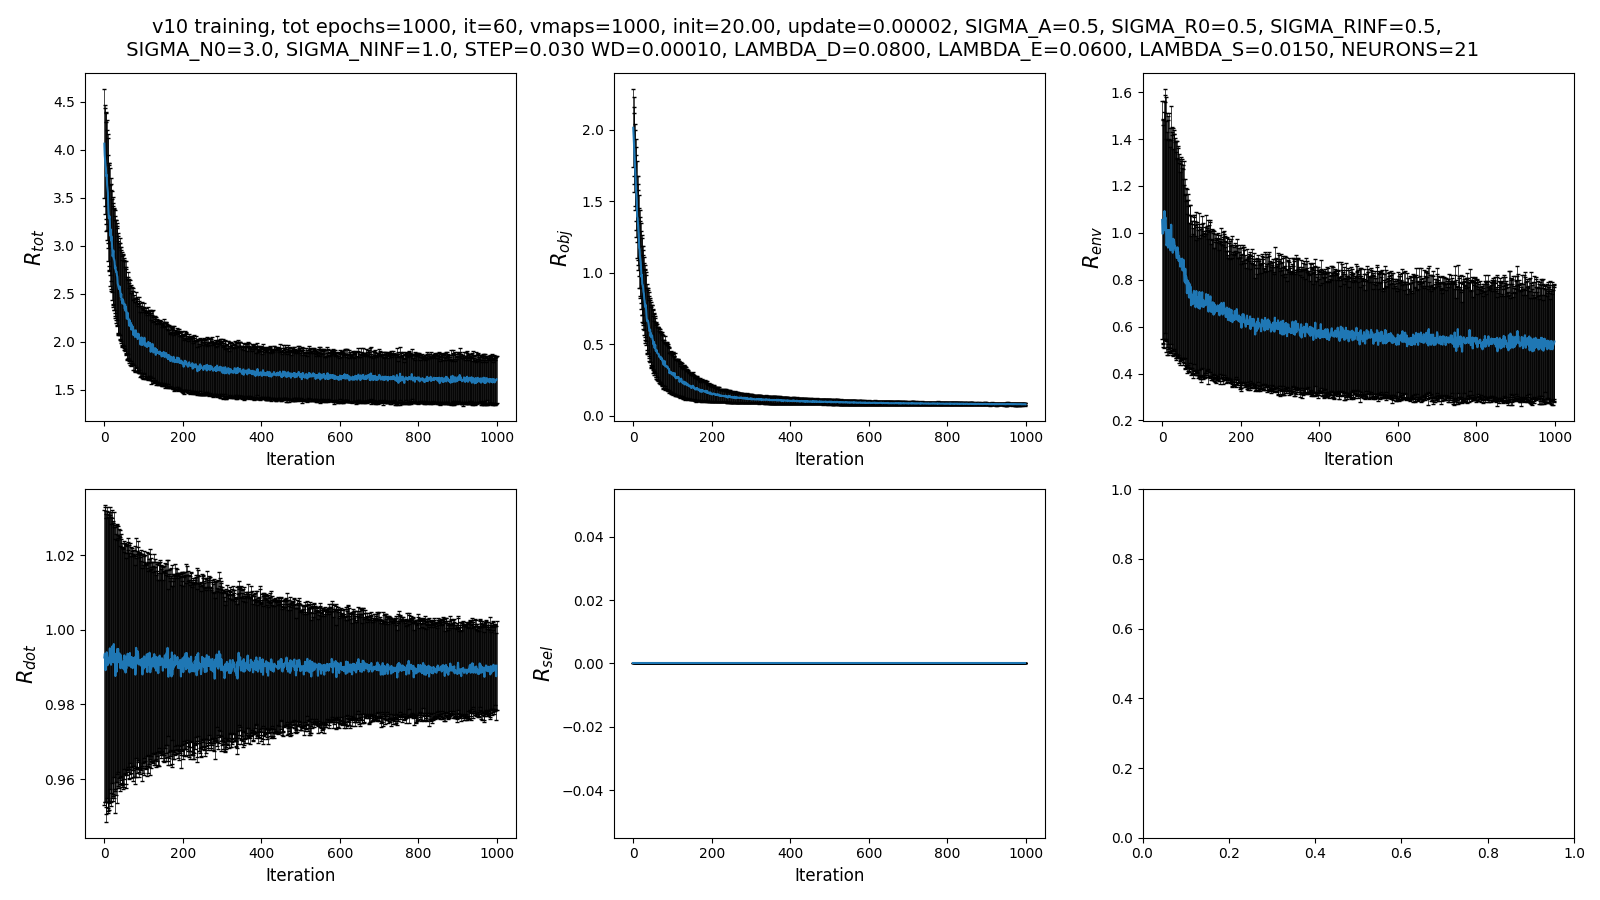 v10 training, tot epochs=1000, it=60, vmaps=1000, init=20.00, update=0.00002, SIGMA_A=0.5, SIGMA_R0=0.5, SIGMA_RINF=0.5,
SIGMA_N0=3.0, SIGMA_NINF=1.0, STEP=0.030 WD=0.00010, LAMBDA_D=0.0800, LAMBDA_E=0.0600, LAMBDA_S=0.0150, NEURONS=21
R_tot
4.5
4.0
3.5
3.0
2.5
2.0
1.5
0 200 400 600 800 1000
Iteration
R_obj
2.0
1.5
1.0
0.5
0.0
0 200 400 600 800 1000
Iteration
R_env
1.6
1.4
1.2
1.0
0.8
0.6
0.4
0.2
0 200 400 600 800 1000
Iteration
R_dot
1.02
1.00
0.98
0.96
0 200 400 600 800 1000
Iteration
R_sel
0.04
0.02
0.00
−0.02
−0.04
0 200 400 600 800 1000
Iteration
1.0
0.8
0.6
0.4
0.2
0.0
0.0 0.2 0.4 0.6 0.8 1.0